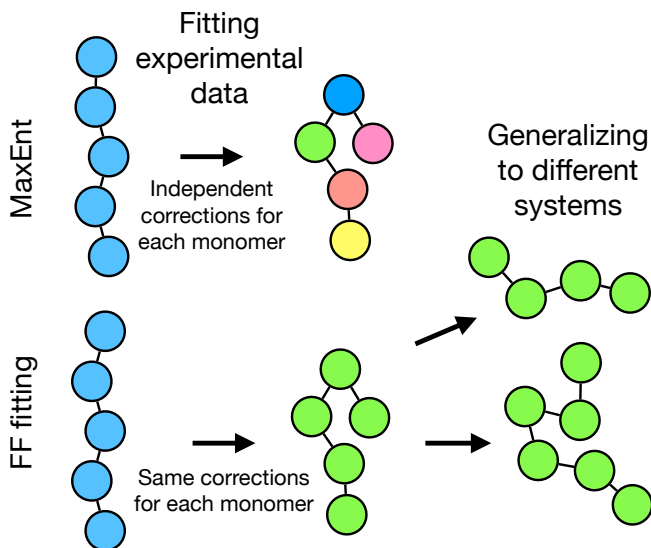 Fitting
experimental
data
MaxEnt
Independent
corrections for
each monomer
Generalizing
to different
systems
FF fitting
Same corrections
for each monomer